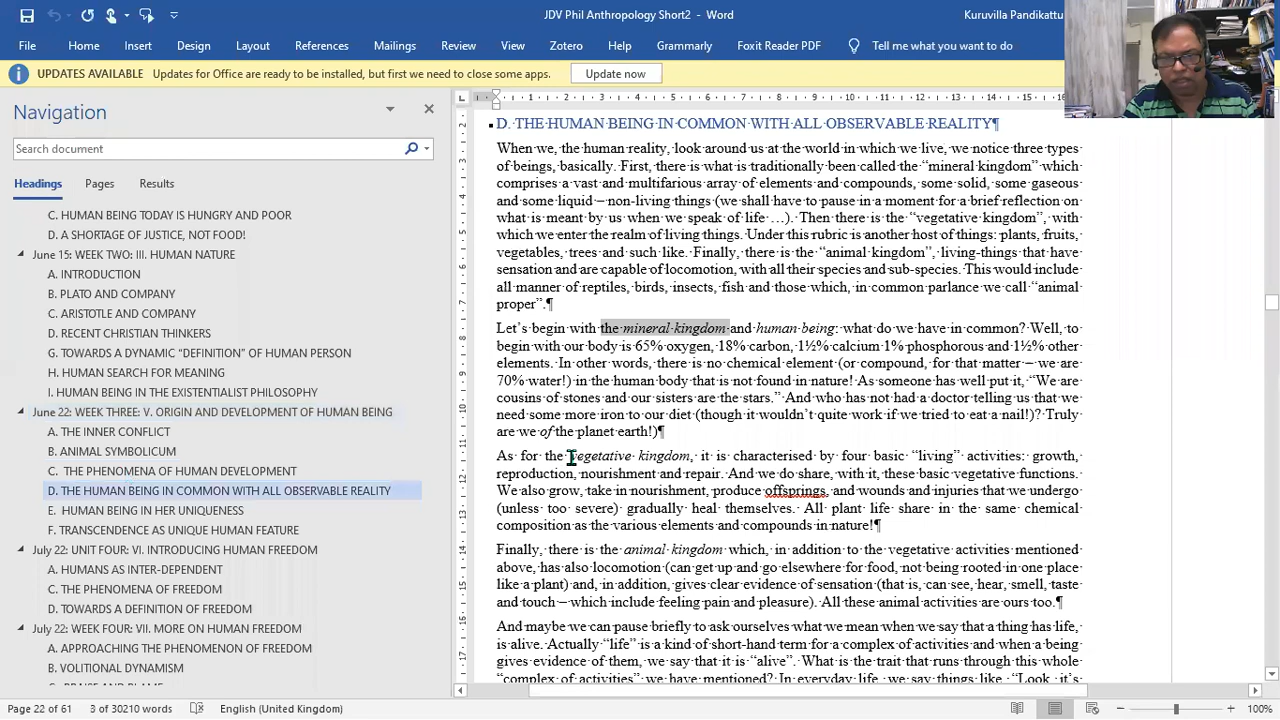 JDV Phil Anthropology Short2 - Word
Kuruvilla Pandikattu
File Home Insert Design Layout References Mailings Review View Zotero Help Grammarly Foxit Reader PDF Tell me what you want to do
UPDATES AVAILABLE Updates for Office are ready to be installed, but first we need to close some apps. Update now
Navigation
Search document
Headings Pages Results
C. HUMAN BEING TODAY IS HUNGRY AND POOR
D. A SHORTAGE OF JUSTICE, NOT FOOD!
June 15: WEEK TWO: III. HUMAN NATURE
A. INTRODUCTION
B. PLATO AND COMPANY
C. ARISTOTLE AND COMPANY
D. RECENT CHRISTIAN THINKERS
G. TOWARDS A DYNAMIC “DEFINITION” OF HUMAN PERSON
H. HUMAN SEARCH FOR MEANING
I. HUMAN BEING IN THE EXISTENTIALIST PHILOSOPHY
June 22: WEEK THREE: V. ORIGIN AND DEVELOPMENT OF HUMAN BEING
A. THE INNER CONFLICT
B. ANIMAL SYMBOLICUM
C. THE PHENOMENA OF HUMAN DEVELOPMENT
D. THE HUMAN BEING IN COMMON WITH ALL OBSERVABLE REALITY
E. HUMAN BEING IN HER UNIQUENESS
F. TRANSCENDENCE AS UNIQUE HUMAN FEATURE
July 22: UNIT FOUR: VI. INTRODUCING HUMAN FREEDOM
A. HUMANS AS INTER-DEPENDENT
C. THE PHENOMENA OF FREEDOM
D. TOWARDS A DEFINITION OF FREEDOM
July 22: WEEK FOUR: VII. MORE ON HUMAN FREEDOM
A. APPROACHING THE PHENOMENON OF FREEDOM
B. VOLITIONAL DYNAMISM
1 2 3 4 5 6 7 8 9 10 11 12 13 14 15 16
D. THE HUMAN BEING IN COMMON WITH ALL OBSERVABLE REALITY¶
When we, the human reality, look around us at the world in which we live, we notice three types
of beings, basically. First, there is what is traditionally been called the “mineral kingdom” which
comprises a vast and multifarious array of elements and compounds, some solid, some gaseous
and some liquid – non-living things (we shall have to pause in a moment for a brief reflection on
what is meant by us when we speak of life …). Then there is the “vegetative kingdom”, with
which we enter the realm of living things. Under this rubric is another host of things: plants, fruits,
vegetables, trees and such like. Finally, there is the “animal kingdom”, living-things that have
sensation and are capable of locomotion, with all their species and sub-species. This would include
all manner of reptiles, birds, insects, fish and those which, in common parlance we call “animal
proper”.¶
Let’s begin with the mineral kingdom and human being: what do we have in common? Well, to
begin with our body is 65% oxygen, 18% carbon, 1½% calcium 1% phosphorous and 1½% other
elements. In other words, there is no chemical element (or compound, for that matter – we are
70% water!) in the human body that is not found in nature! As someone has well put it, “We are
cousins of stones and our sisters are the stars.” And who has not had a doctor telling us that we
need some more iron to our diet (though it wouldn’t quite work if we tried to eat a nail!)? Truly
are we of the planet earth!)¶
As for the vegetative kingdom, it is characterised by four basic “living” activities: growth,
reproduction, nourishment and repair. And we do share, with it, these basic vegetative functions.
We also grow, take in nourishment, produce offsprings, and wounds and injuries that we undergo
(unless too severe) gradually heal themselves. All plant life share in the same chemical
composition as the various elements and compounds in nature!¶
Finally, there is the animal kingdom which, in addition to the vegetative activities mentioned
above, has also locomotion (can get up and go elsewhere for food, not being rooted in one place
like a plant) and, in addition, gives clear evidence of sensation (that is, can see, hear, smell, taste
and touch – which include feeling pain and pleasure). All these animal activities are ours too.¶
And maybe we can pause briefly to ask ourselves what we mean when we say that a thing has life,
is alive. Actually “life” is a kind of short-hand term for a complex of activities and when a being
gives evidence of them, we say that it is “alive”. What is the trait that runs through this whole
“complex of activities” we have mentioned? In everyday life, we say things like, “Look, it’s
Page 22 of 61 3 of 30210 words English (United Kingdom) 100%